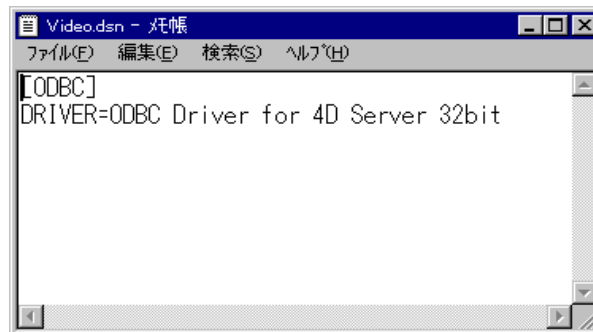 Video.dsn - メモ帳
ファイル(F) 編集(E) 検索(S) ヘルプ(H)
[ODBC]
DRIVER=ODBC Driver for 4D Server 32bit